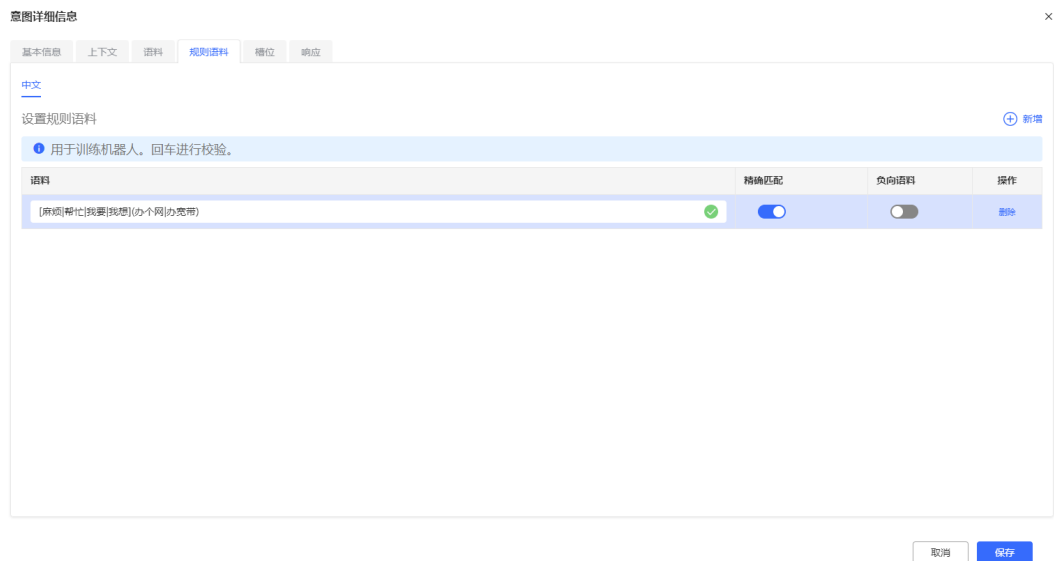 意图详细信息
基本信息 上下文 语料 规则语料 槽位 响应
中文
设置规则语料 新增
用于训练机器人。回车进行校验。
语料 精确匹配 负向语料 操作
[麻烦|帮忙|我要|我想](办个网|办宽带) 删除
取消 保存